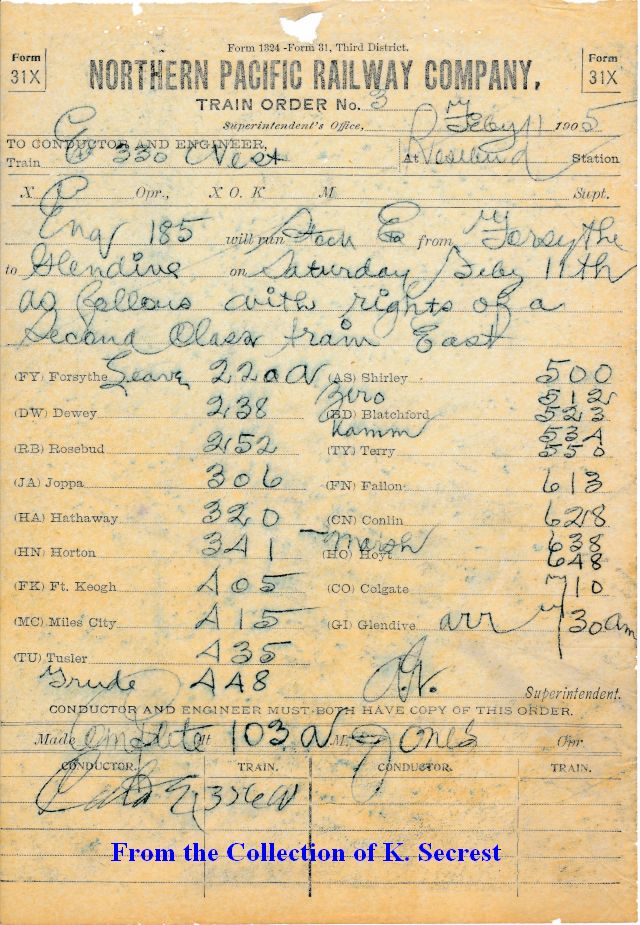 Form 31X
Form 1324 -Form 31, Third District.
Form 31X
NORTHERN PACIFIC RAILWAY COMPANY,
TRAIN ORDER No. 3
Superintendent's Office, Feby 11 1905
TO CONDUCTOR AND ENGINEER,
Train E 330 West At Rosebud Station
X Opr., X O. K M Supt.
Eng 185 will run E from Forsythe
to Glendive on Saturday Feby 11th
as follows with rights of a
Second Class train East
(FY) Forsythe Leave 220 a (AS) Shirley 500
Zero 512
(DW) Dewey 238 (BD) Blatchford 523
Kamm 534
(RB) Rosebud 252 (TY) Terry 550
(JA) Joppa 306 (FN) Fallon 613
(HA) Hathaway 320 (CN) Conlin 628
Marsh 638
(HN) Horton 341 (HO) Hoyt 648
(FK) Ft. Keogh 405 (CO) Colgate 710
(MC) Miles City 415 (GI) Glendive arr 730 am
(TU) Tusler 435
448 Superintendent.
CONDUCTOR AND ENGINEER MUST BOTH HAVE COPY OF THIS ORDER.
Made Complete At 103 a M. Jones Opr
CONDUCTOR. TRAIN. CONDUCTOR. TRAIN.
From the Collection of K. Secrest